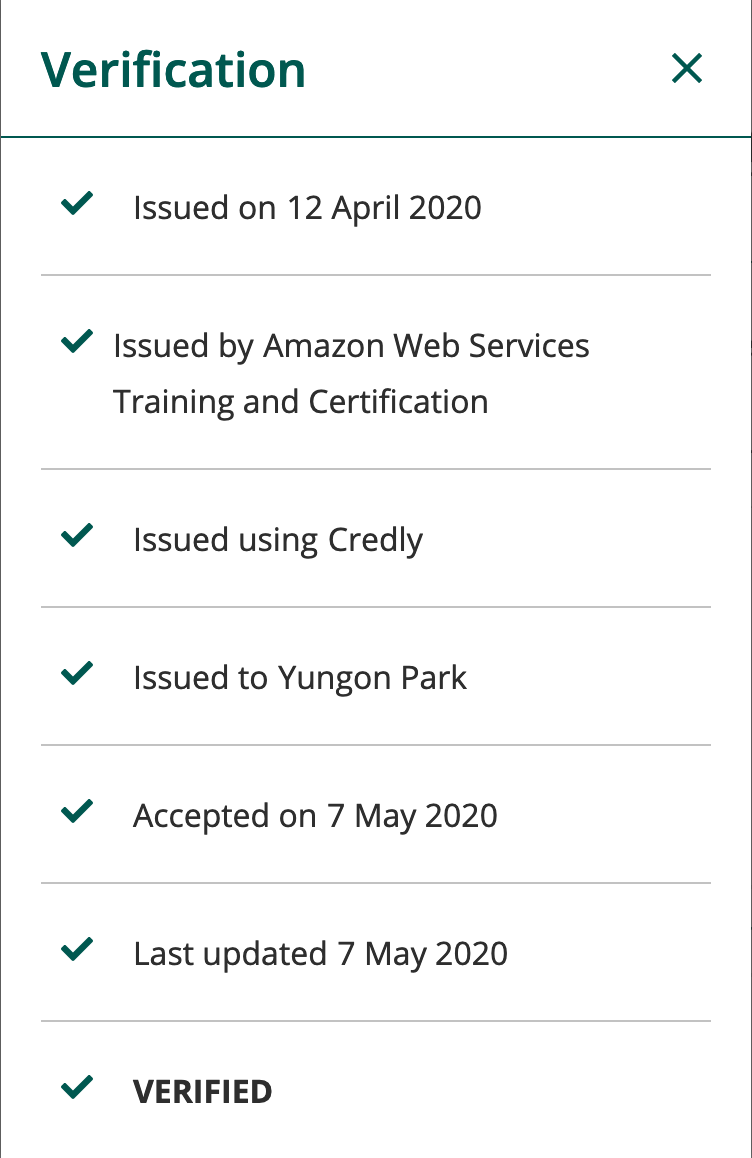 Verification
Issued on 12 April 2020
Issued by Amazon Web Services
Training and Certification
Issued using Credly
Issued to Yungon Park
Accepted on 7 May 2020
Last updated 7 May 2020
VERIFIED